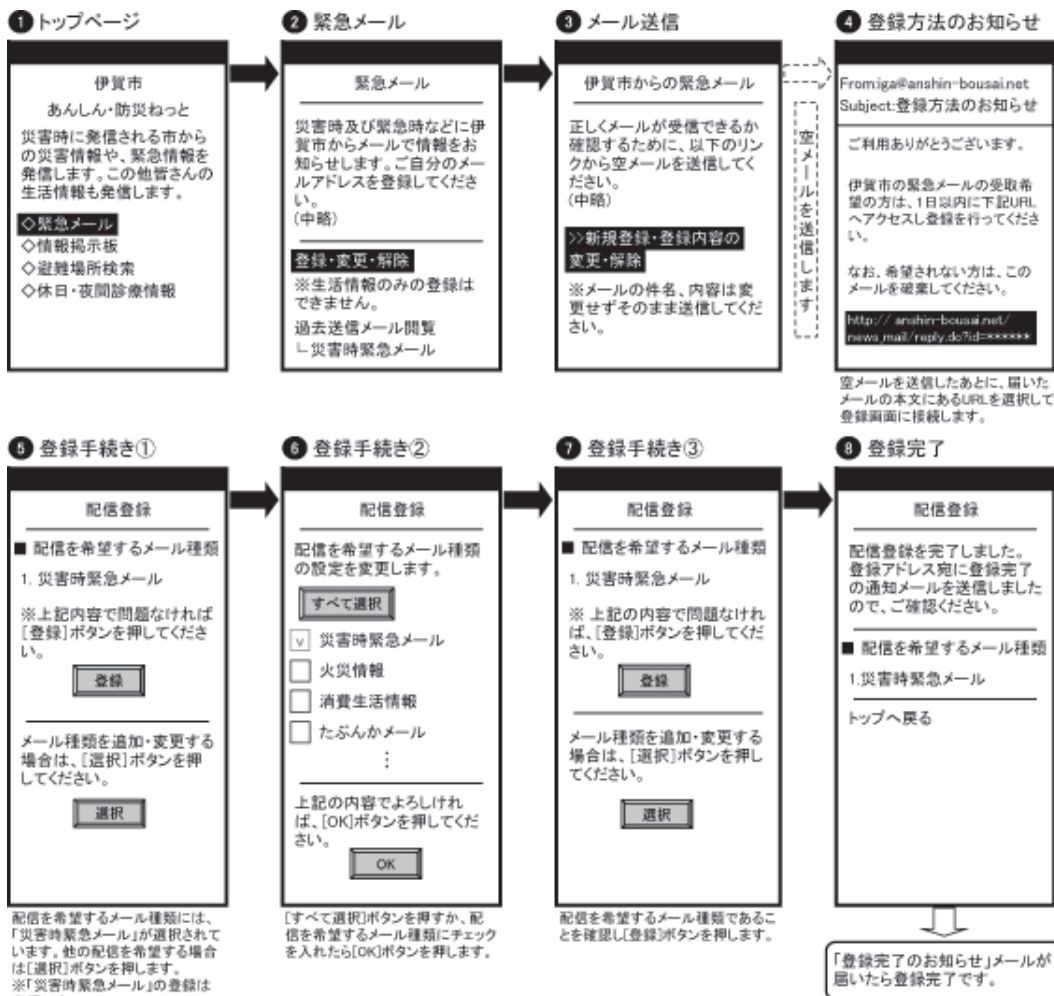 ❶ トップページ
伊賀市
あんしん・防災ねっと
災害時に発信される市から
の災害情報や、緊急情報を
発信します。この他皆さんの
生活情報も発信します。
◇緊急メール
◇情報掲示板
◇避難場所検索
◇休日・夜間診療情報
❷ 緊急メール
緊急メール
災害時及び緊急時などに伊
賀市からメールで情報をお
知らせします。ご自分のメー
ルアドレスを登録してくださ
い。
(中略)
登録・変更・解除
※生活情報のみの登録は
できません。
過去送信メール閲覧
└災害時緊急メール
❸ メール送信
伊賀市からの緊急メール
正しくメールが受信できるか
確認するために、以下のリン
クから空メールを送信してく
ださい。
(中略)
>>新規登録・登録内容の
変更・解除
※メールの件名、内容は変
更せずそのまま送信してくだ
さい。
空メールを送信します
❹ 登録方法のお知らせ
From:iga@anshin-bousai.net
Subject:登録方法のお知らせ
ご利用ありがとうございます。
伊賀市の緊急メールの受取希
望の方は、1日以内に下記URL
へアクセスし登録を行ってくださ
い。
なお、希望されない方は、この
メールを破棄してください。
http:// anshin-bousai.net/
news_mail/reply.do?id=******
空メールを送信したあとに、届いた
メールの本文にあるURLを選択して
登録画面に接続します。
❺ 登録手続き①
配信登録
■ 配信を希望するメール種類
1. 災害時緊急メール
※上記内容で問題なければ
[登録]ボタンを押してくださ
い。
登録
メール種類を追加・変更する
場合は、[選択]ボタンを押
してください。
選択
配信を希望するメール種類には、
「災害時緊急メール」が選択されて
います。他の配信を希望する場合
は[選択]ボタンを押します。
※「災害時緊急メール」の登録は
❻ 登録手続き②
配信登録
配信を希望するメール種類
の設定を変更します。
すべて選択
v 災害時緊急メール
火災情報
消費生活情報
たぶんかメール
⋮
上記の内容でよろしけれ
ば、[OK]ボタンを押してくだ
さい。
OK
[すべて選択]ボタンを押すか、配
信を希望するメール種類にチェック
を入れたら[OK]ボタンを押します。
❼ 登録手続き③
配信登録
■ 配信を希望するメール種類
1. 災害時緊急メール
※ 上記の内容で問題なけれ
ば、[登録]ボタンを押してくだ
さい。
登録
メール種類を追加・変更する
場合は、[選択]ボタンを押し
てください。
選択
配信を希望するメール種類であるこ
とを確認し[登録]ボタンを押します。
❽ 登録完了
配信登録
配信登録を完了しました。
登録アドレス宛に登録完了
の通知メールを送信しました
ので、ご確認ください。
■ 配信を希望するメール種類
1.災害時緊急メール
トップへ戻る
「登録完了のお知らせ」メールが
届いたら登録完了です。